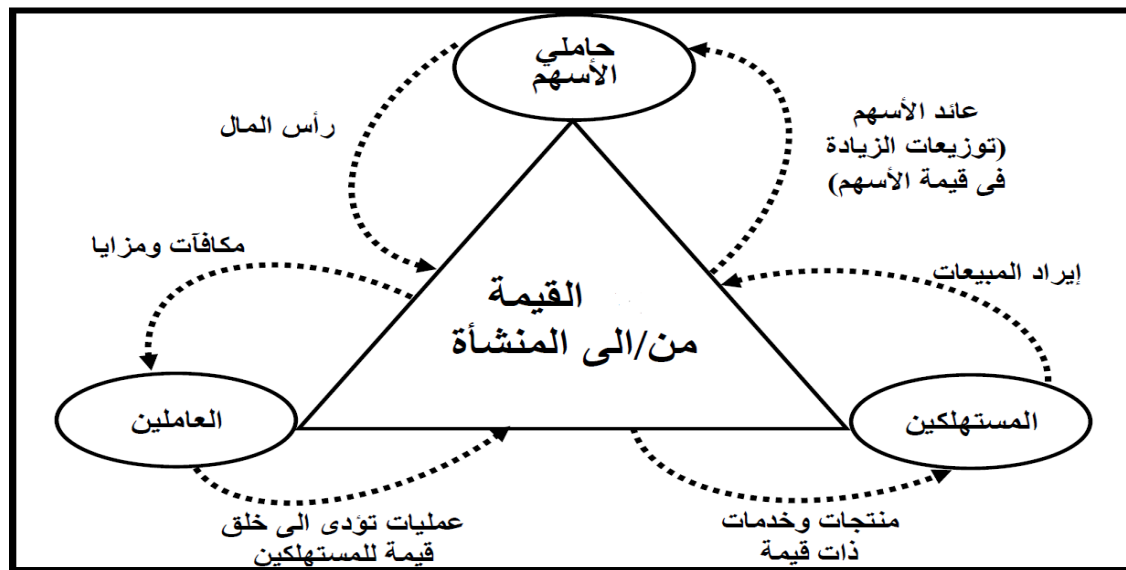 حاملي
الأسهم
رأس المال
عائد الأسهم
(توزيعات الزيادة
فى قيمة الأسهم)
مكافآت ومزايا
إيراد المبيعات
القيمة
من/الى المنشأة
العاملين
المستهلكين
عمليات تؤدى الى خلق
قيمة للمستهلكين
منتجات وخدمات
ذات قيمة